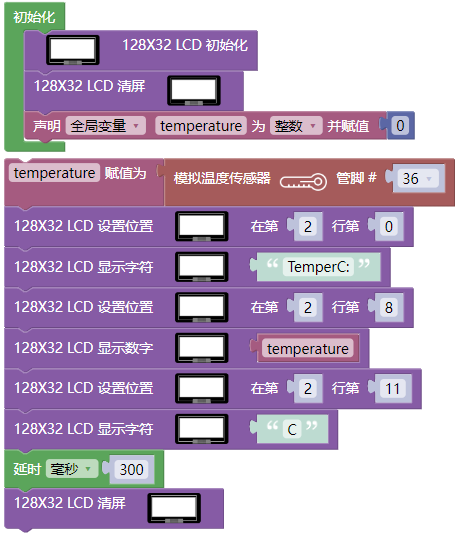 初始化
128X32 LCD 初始化
128X32 LCD 清屏
声明 全局变量 temperature 为 整数 并赋值 0
temperature 赋值为 模拟温度传感器 管脚 # 36
128X32 LCD 设置位置 在第 2 行第 0
128X32 LCD 显示字符 “ TemperC: ”
128X32 LCD 设置位置 在第 2 行第 8
128X32 LCD 显示数字 temperature
128X32 LCD 设置位置 在第 2 行第 11
128X32 LCD 显示字符 “ C ”
延时 毫秒 300
128X32 LCD 清屏